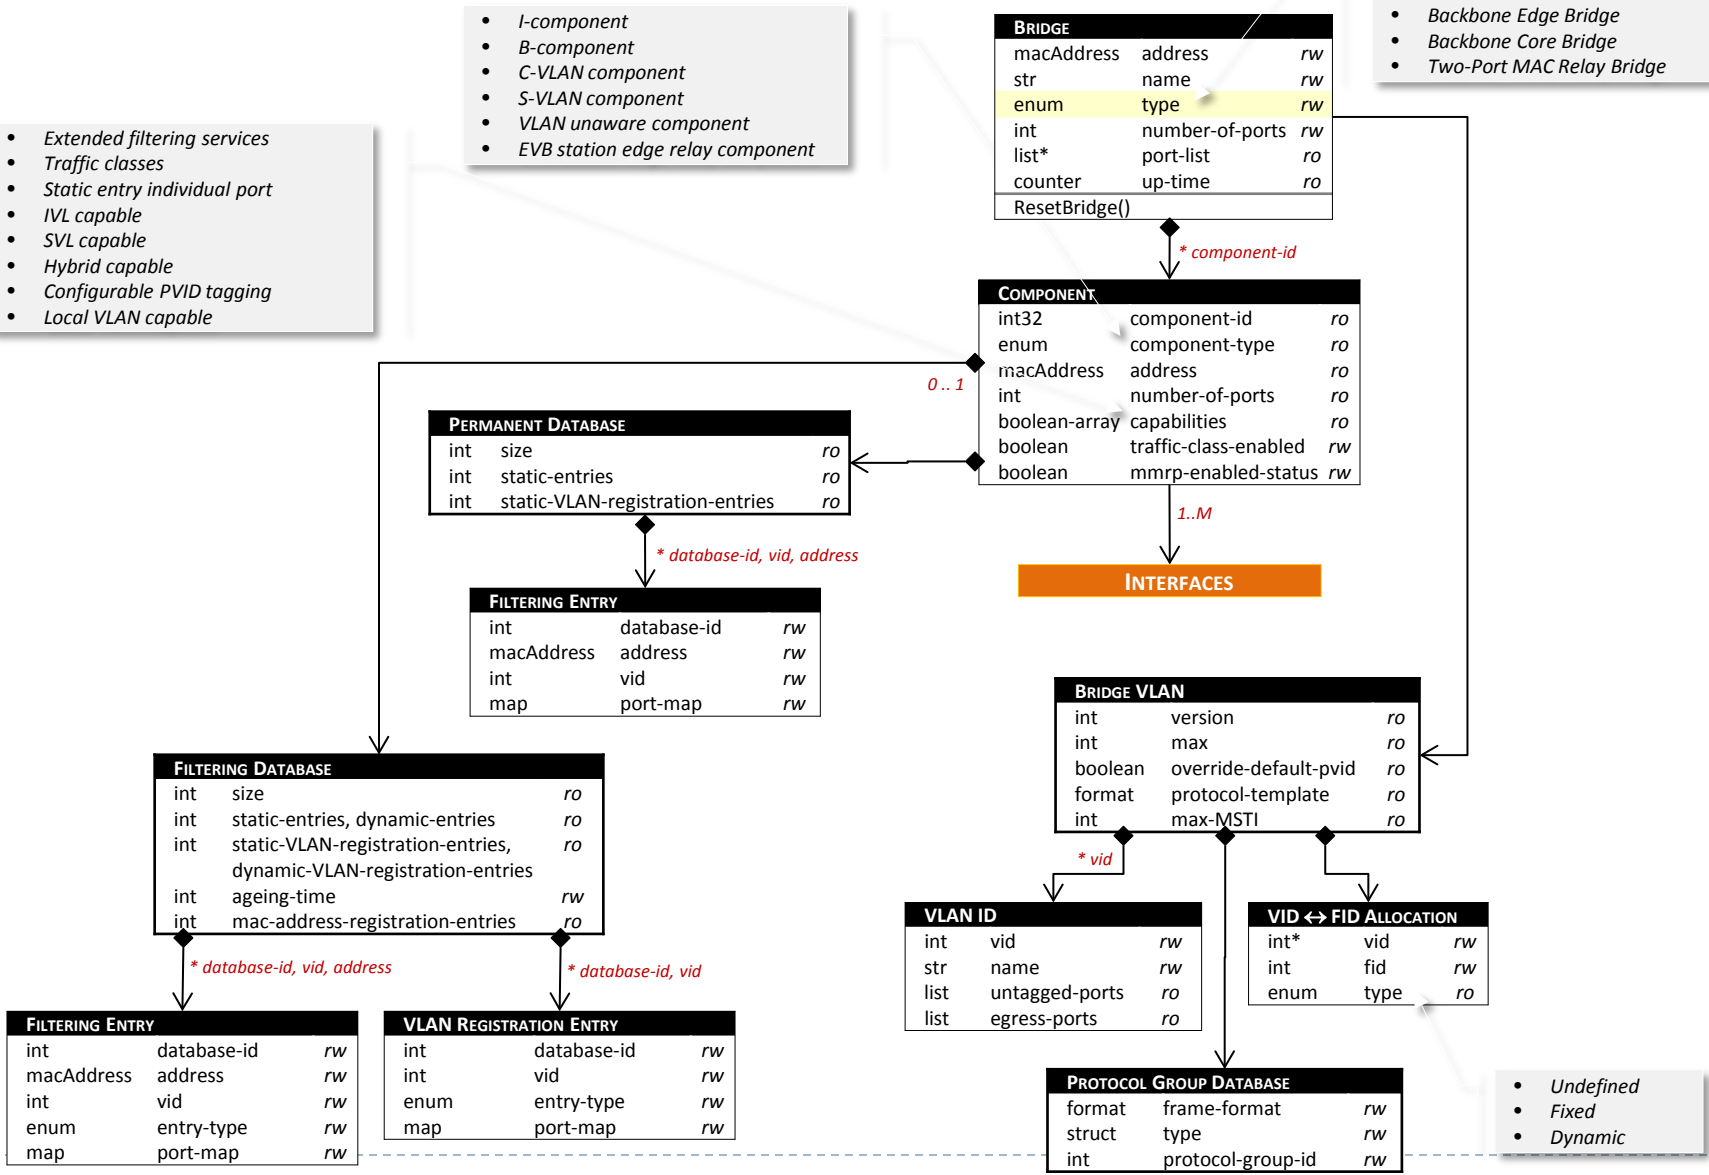 • I-component
• B-component
• C-VLAN component
• S-VLAN component
• VLAN unaware component
• EVB station edge relay component
BRIDGE
macAddress address rw
str name rw
enum type rw
int number-of-ports rw
list* port-list ro
counter up-time ro
ResetBridge()
• Backbone Edge Bridge
• Backbone Core Bridge
• Two-Port MAC Relay Bridge
• Extended filtering services
• Traffic classes
• Static entry individual port
• IVL capable
• SVL capable
• Hybrid capable
• Configurable PVID tagging
• Local VLAN capable
* component-id
COMPONENT
int32 component-id ro
enum component-type ro
macAddress address ro
int number-of-ports ro
boolean-array capabilities ro
boolean traffic-class-enabled rw
boolean mmrp-enabled-status rw
0 .. 1
PERMANENT DATABASE
int size ro
int static-entries ro
int static-VLAN-registration-entries ro
1..M
* database-id, vid, address
INTERFACES
FILTERING ENTRY
int database-id rw
macAddress address rw
int vid rw
map port-map rw
BRIDGE VLAN
int version ro
int max ro
boolean override-default-pvid ro
format protocol-template ro
int max-MSTI ro
FILTERING DATABASE
int size ro
int static-entries, dynamic-entries ro
int static-VLAN-registration-entries, ro
dynamic-VLAN-registration-entries
int ageing-time rw
int mac-address-registration-entries ro
* vid
* database-id, vid, address
* database-id, vid
VLAN ID
int vid rw
str name rw
list untagged-ports ro
list egress-ports ro
VID ↔ FID ALLOCATION
int* vid rw
int fid rw
enum type ro
FILTERING ENTRY
int database-id rw
macAddress address rw
int vid rw
enum entry-type rw
map port-map rw
VLAN REGISTRATION ENTRY
int database-id rw
int vid rw
enum entry-type rw
map port-map rw
PROTOCOL GROUP DATABASE
format frame-format rw
struct type rw
int protocol-group-id rw
• Undefined
• Fixed
• Dynamic